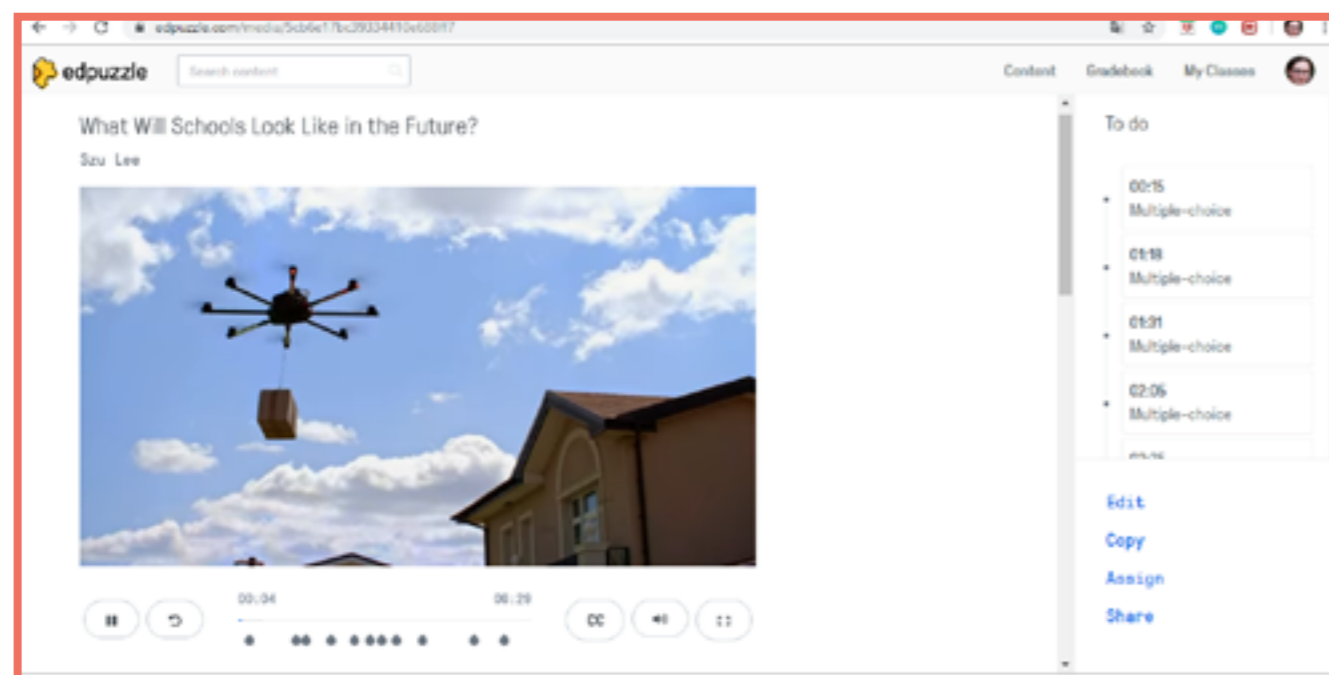 edpuzzle
Search content
Content
Gradebook
My Classes
What Will Schools Look Like in the Future?
Szu Lee
To do
00:15
Multiple-choice
01:18
Multiple-choice
01:31
Multiple-choice
02:05
Multiple-choice
Edit
Copy
Assign
Share
00:04
06:29
CC